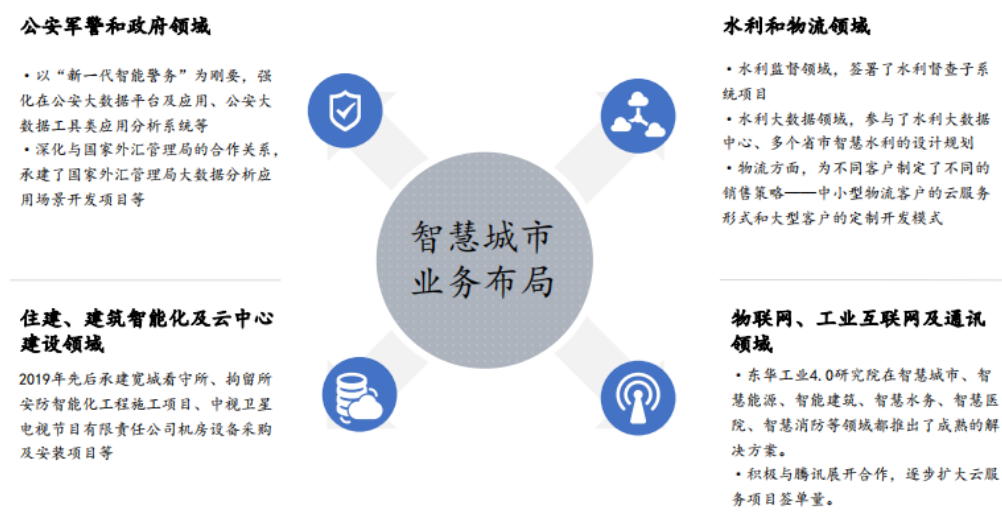 公安军警和政府领域
·以“新一代智能警务”为刚要，强
化在公安大数据平台及应用、公安大
数据工具类应用分析系统等
·深化与国家外汇管理局的合作关系，
承建了国家外汇管理局大数据分析应
用场景开发项目等
水利和物流领域
·水利监督领域，签署了水利督查子系
统项目
·水利大数据领域，参与了水利大数据
中心、多个省市智慧水利的设计规划
·物流方面，为不同客户制定了不同的
销售策略——中小型物流客户的云服务
形式和大型客户的定制开发模式
智慧城市
业务布局
住建、建筑智能化及云中心
建设领域
2019年先后承建宽城看守所、拘留所
安防智能化工程施工项目、中视卫星
电视节目有限责任公司机房设备采购
及安装项目等
物联网、工业互联网及通讯
领域
·东华工业4.0研究院在智慧城市、智
慧能源、智能建筑、智慧水务、智慧医
院、智慧消防等领域都推出了成熟的解
决方案。
·积极与腾讯展开合作，逐步扩大云服
务项目签单量。